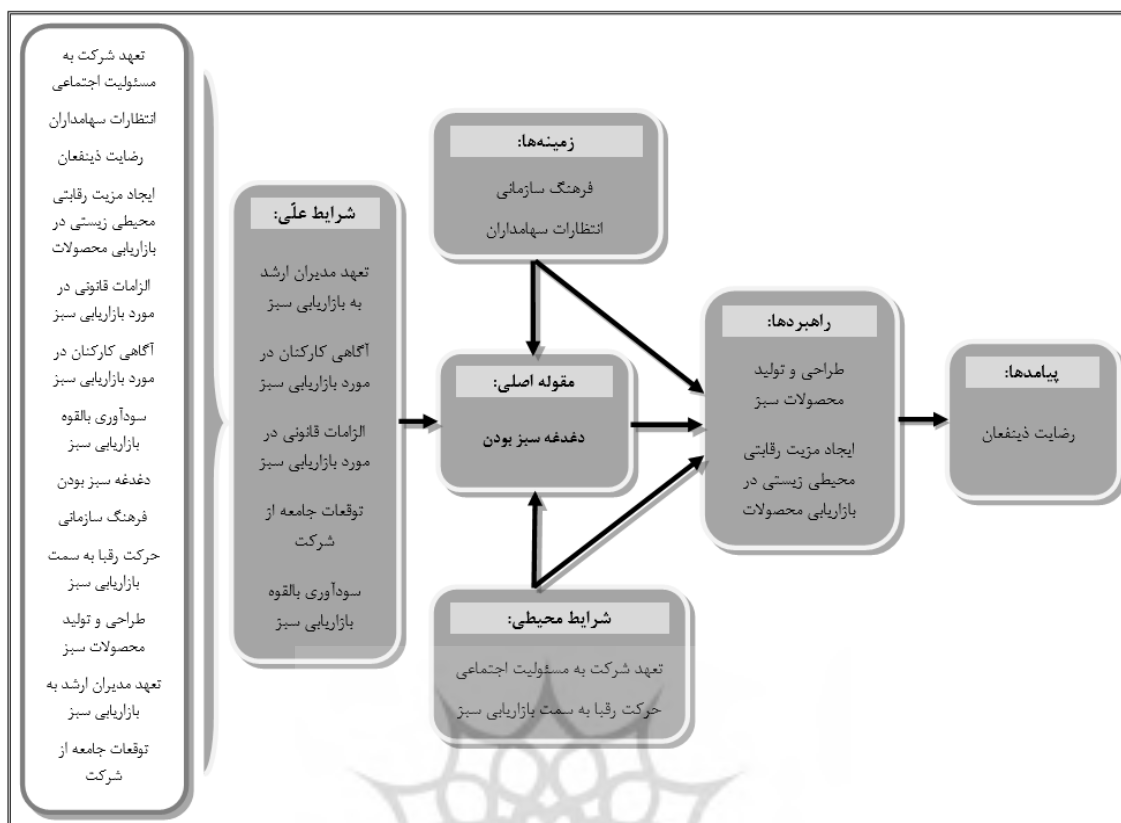 تعهد شرکت به
مسئولیت اجتماعی
انتظارات سهامداران
رضایت ذینفعان
ایجاد مزیت رقابتی
محیطی زیستی در
بازاریابی محصولات
الزامات قانونی در
مورد بازاریابی سبز
آگاهی کارکنان در
مورد بازاریابی سبز
سودآوری بالقوه
بازاریابی سبز
دغدغه سبز بودن
فرهنگ سازمانی
حرکت رقبا به سمت
بازاریابی سبز
طراحی و تولید
محصولات سبز
تعهد مدیران ارشد به
بازاریابی سبز
توقعات جامعه از
شرکت
شرایط علّی:
تعهد مدیران ارشد
به بازاریابی سبز
آگاهی کارکنان در
مورد بازاریابی سبز
الزامات قانونی در
مورد بازاریابی سبز
توقعات جامعه از
شرکت
سودآوری بالقوه
بازاریابی سبز
زمینه‌ها:
فرهنگ سازمانی
انتظارات سهامداران
مقوله اصلی:
دغدغه سبز بودن
شرایط محیطی:
تعهد شرکت به مسئولیت اجتماعی
حرکت رقبا به سمت بازاریابی سبز
راهبردها:
طراحی و تولید
محصولات سبز
ایجاد مزیت رقابتی
محیطی زیستی در
بازاریابی محصولات
پیامدها:
رضایت ذینفعان